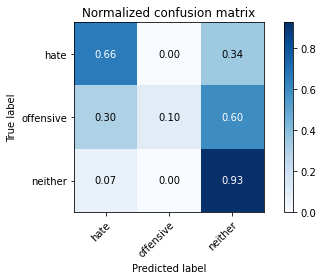 Normalized confusion matrix
True label
hate
0.66 0.00 0.34
offensive
0.30 0.10 0.60
neither
0.07 0.00 0.93
hate
offensive
neither
Predicted label
0.8
0.6
0.4
0.2
0.0